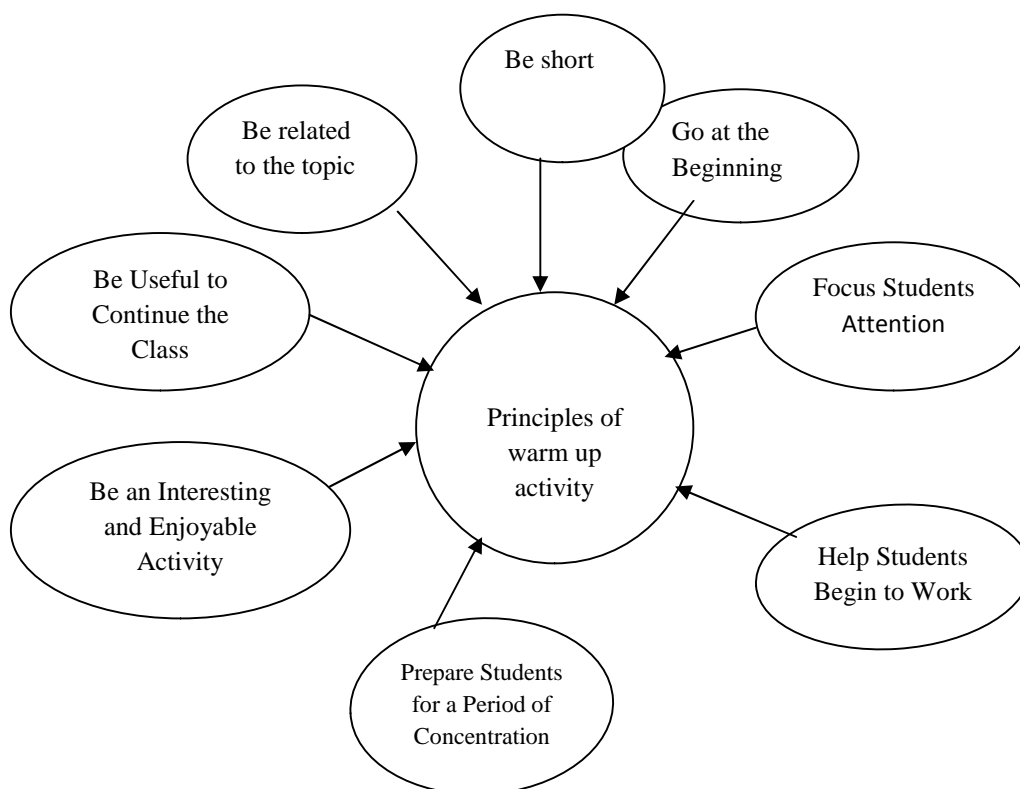 Be short
Go at the
Beginning
Be related
to the topic
Focus Students
Attention
Be Useful to
Continue the
Class
Principles of
warm up
activity
Be an Interesting
and Enjoyable
Activity
Help Students
Begin to Work
Prepare Students
for a Period of
Concentration